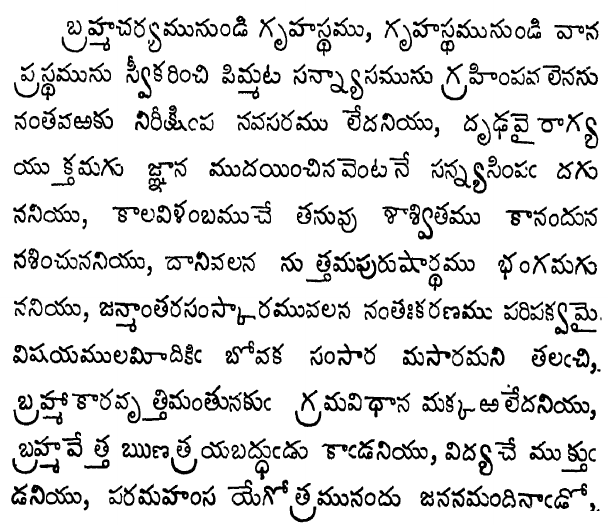 బ్రహ్మచర్యమునుండి గృహస్థము, గృహస్థమునుండి వాన
ప్రస్థమును స్వీకరించి పిమ్మట సన్న్యాసమును గ్రహింపవలెనను
నంతవఱకు నిరీక్షింప నవసరము లేదనియు, దృఢవైరాగ్య
యుక్తమగు జ్ఞాన ముదయించినవెంటనే సన్న్యసింపఁ దగు
ననియు, కాలవిళంబముచే తనువు శాశ్వితము కానందున
నశించుననియు, దానివలన ను త్తమపురుషార్థము భంగమగు
ననియు, జన్మాంతరసంస్కారమువలన నంతఃకరణము పరిపక్వమై
విషయములమీఁదికిఁ బోవక సంసార మసారమని తలఁచి,
బ్రహ్మాకారవృత్తిమంతునకుఁ గ్రమవిధాన మక్కఱలేదనియు,
బ్రహ్మవేత్త ఋణత్రయబద్ధుఁడు కాఁడనియు, విద్యచే ముక్తుఁ
డనియు, పరమహంస యేగోత్రమునందు జననమందినాఁడో,